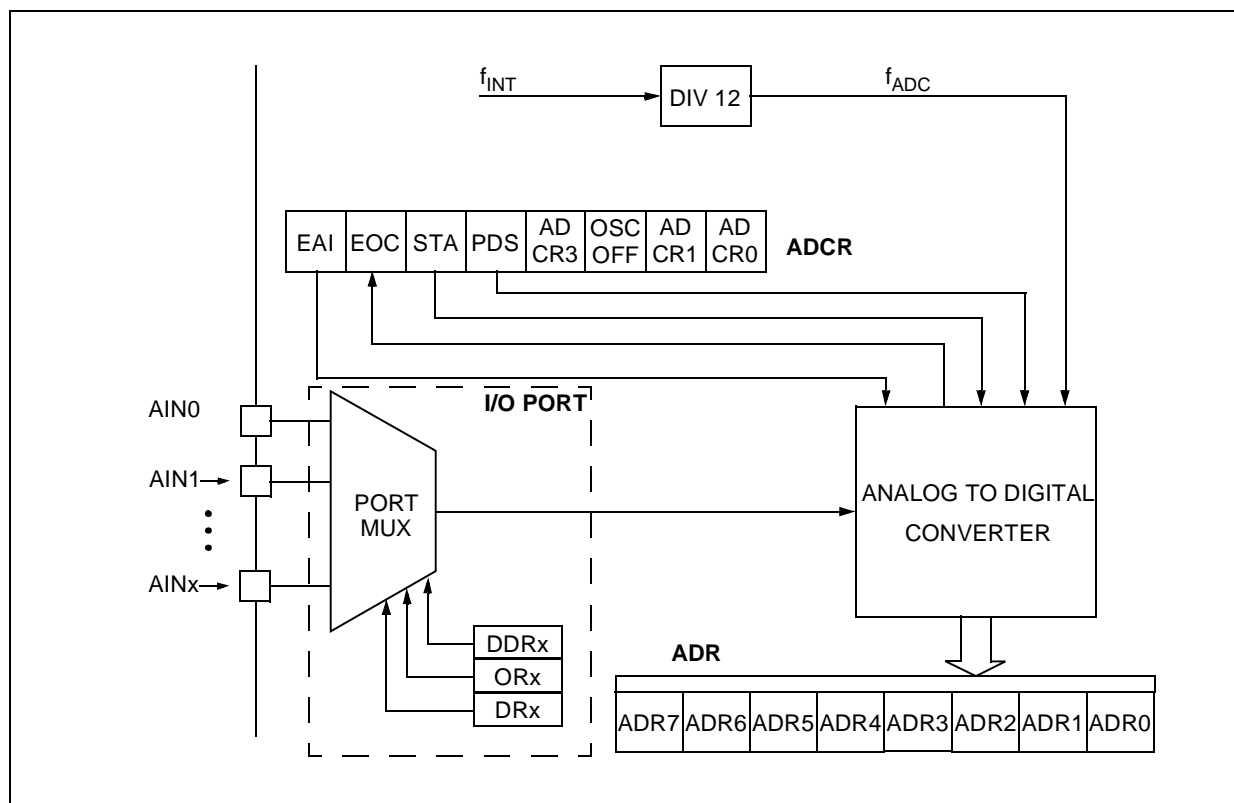 fINT
DIV 12
fADC
EAI
EOC
STA
PDS
AD
CR3
OSC
OFF
AD
CR1
AD
CR0
ADCR
AIN0
AIN1
AINx
I/O PORT
PORT
MUX
ANALOG TO DIGITAL
CONVERTER
DDRx
ORx
DRx
ADR
ADR7 ADR6 ADR5 ADR4 ADR3 ADR2 ADR1 ADR0